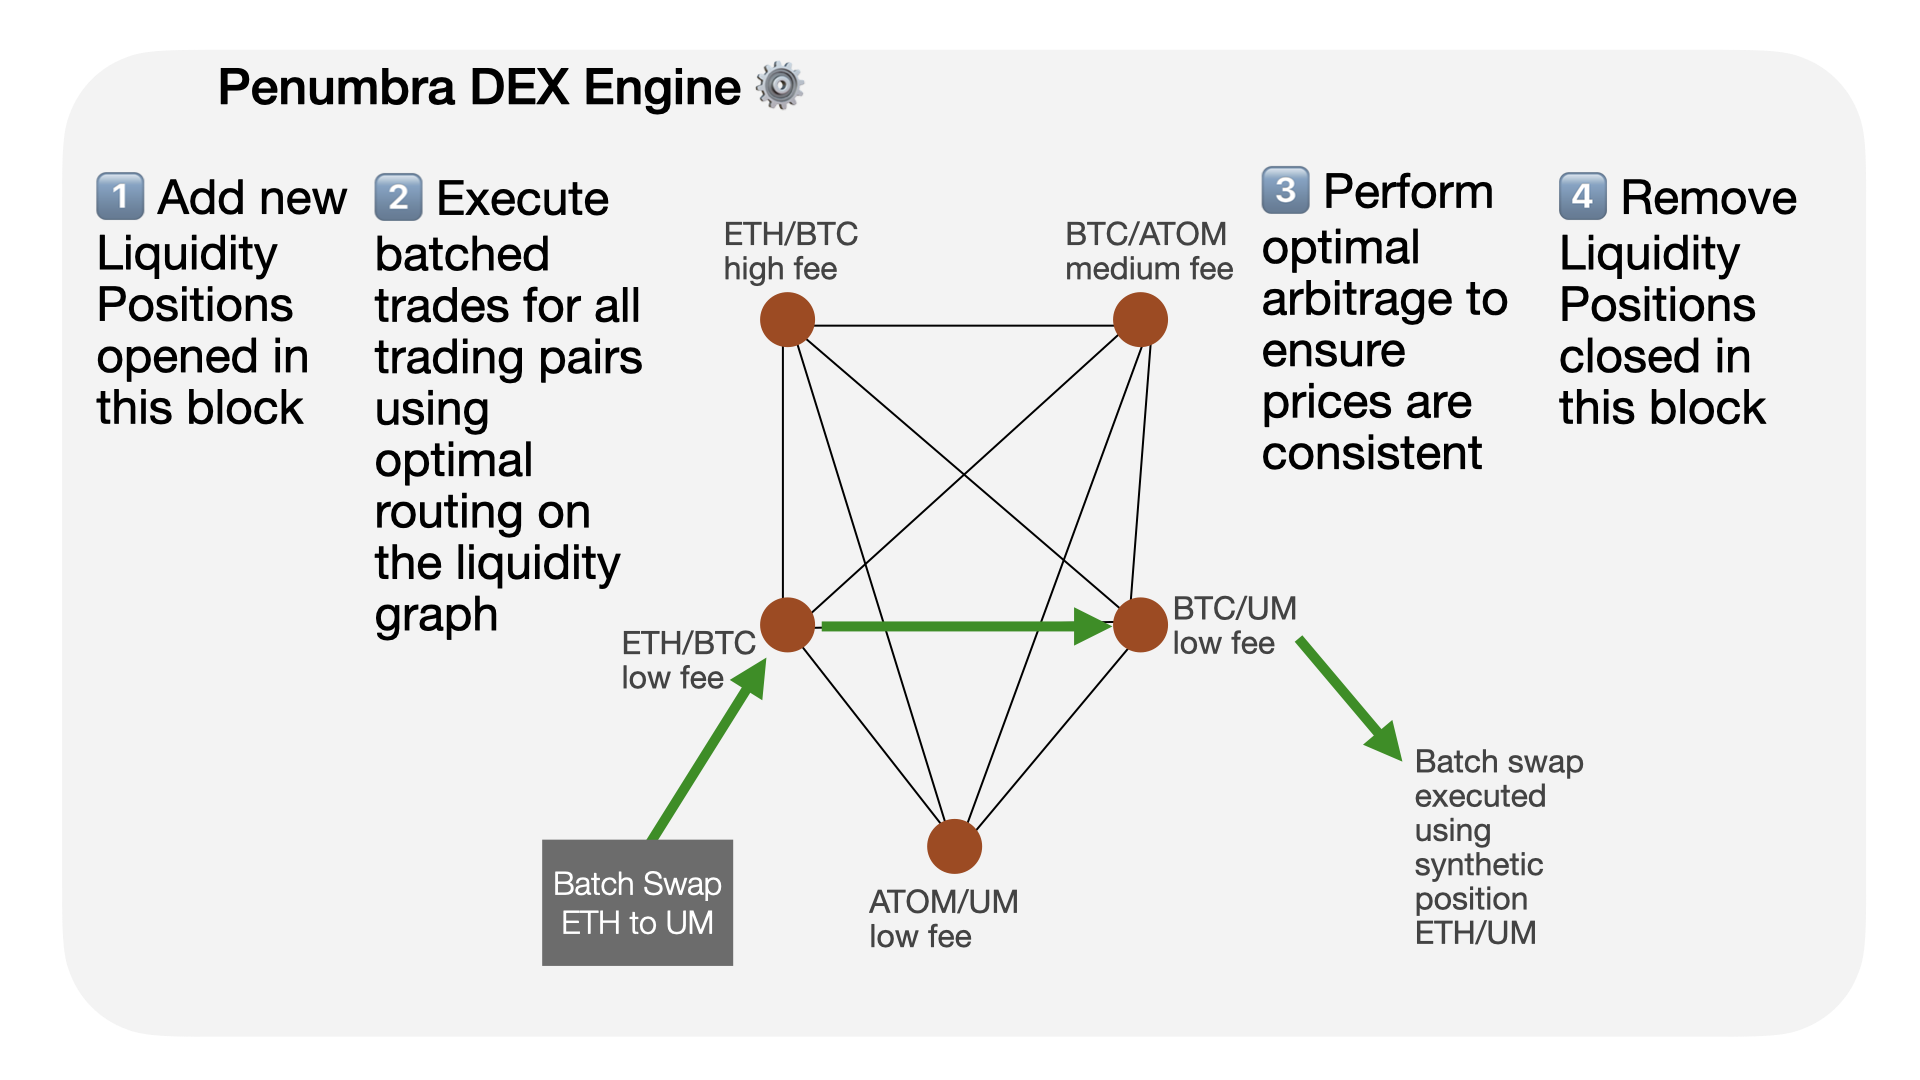 Penumbra DEX Engine ⚙️
1 Add new
Liquidity
Positions
opened in
this block
2 Execute
batched
trades for all
trading pairs
using
optimal
routing on
the liquidity
graph
ETH/BTC
high fee
BTC/ATOM
medium fee
3 Perform
optimal
arbitrage to
ensure
prices are
consistent
4 Remove
Liquidity
Positions
closed in
this block
ETH/BTC
low fee
BTC/UM
low fee
Batch Swap
ETH to UM
ATOM/UM
low fee
Batch swap
executed
using
synthetic
position
ETH/UM